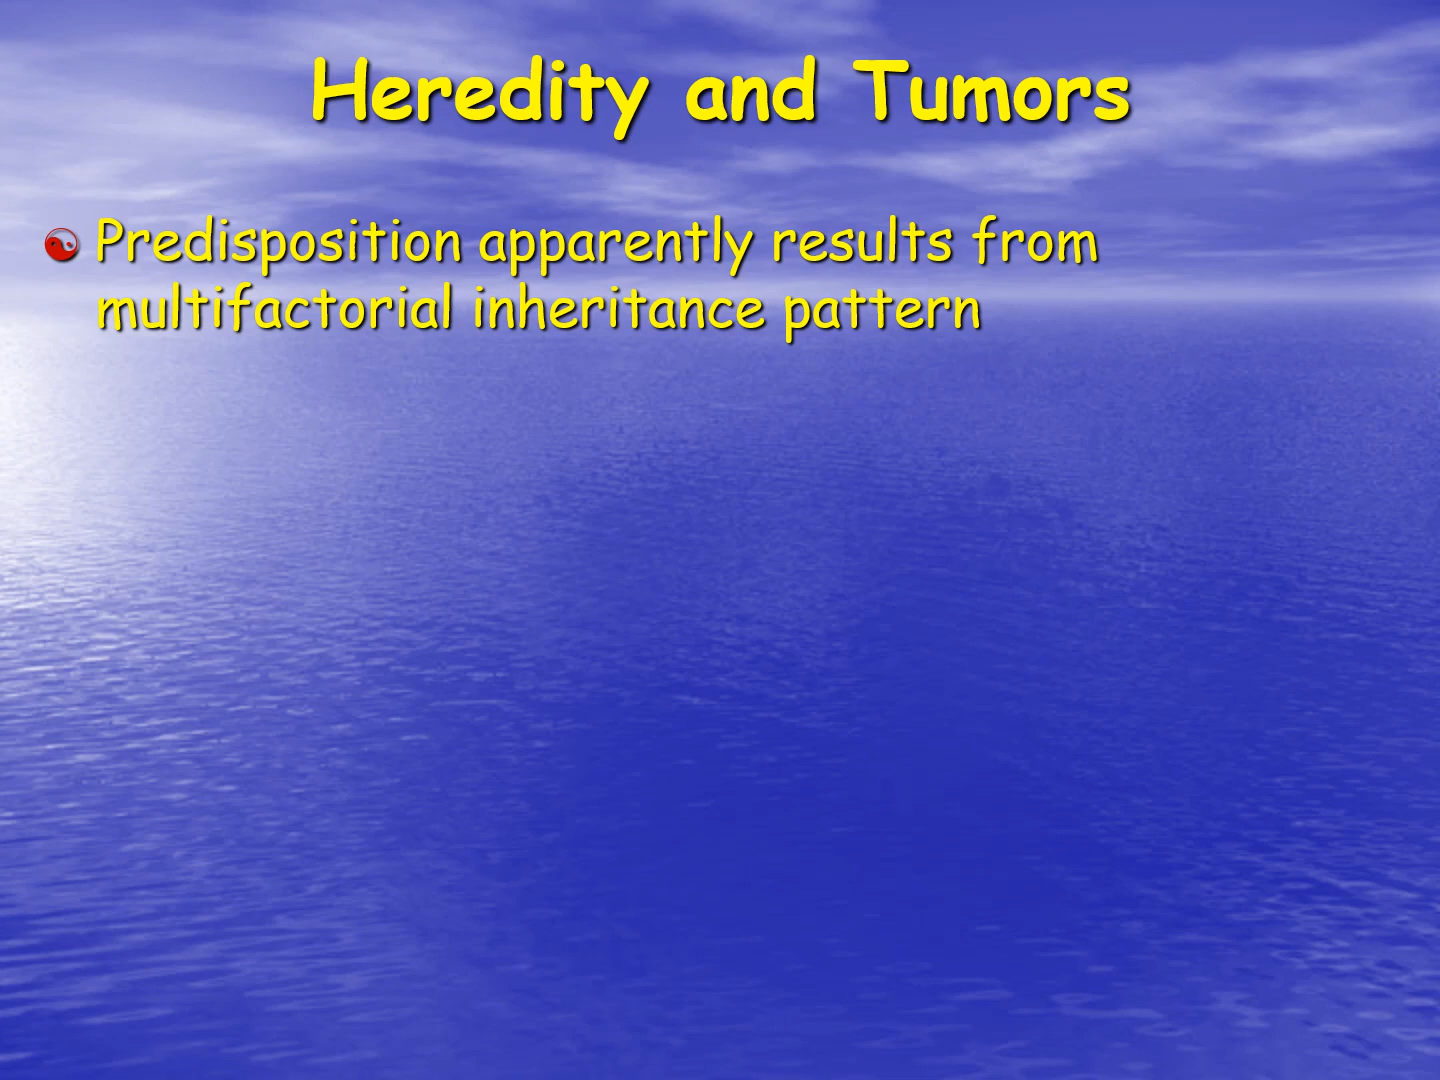 Heredity and Tumors
Predisposition apparently results from
multifactorial inheritance pattern